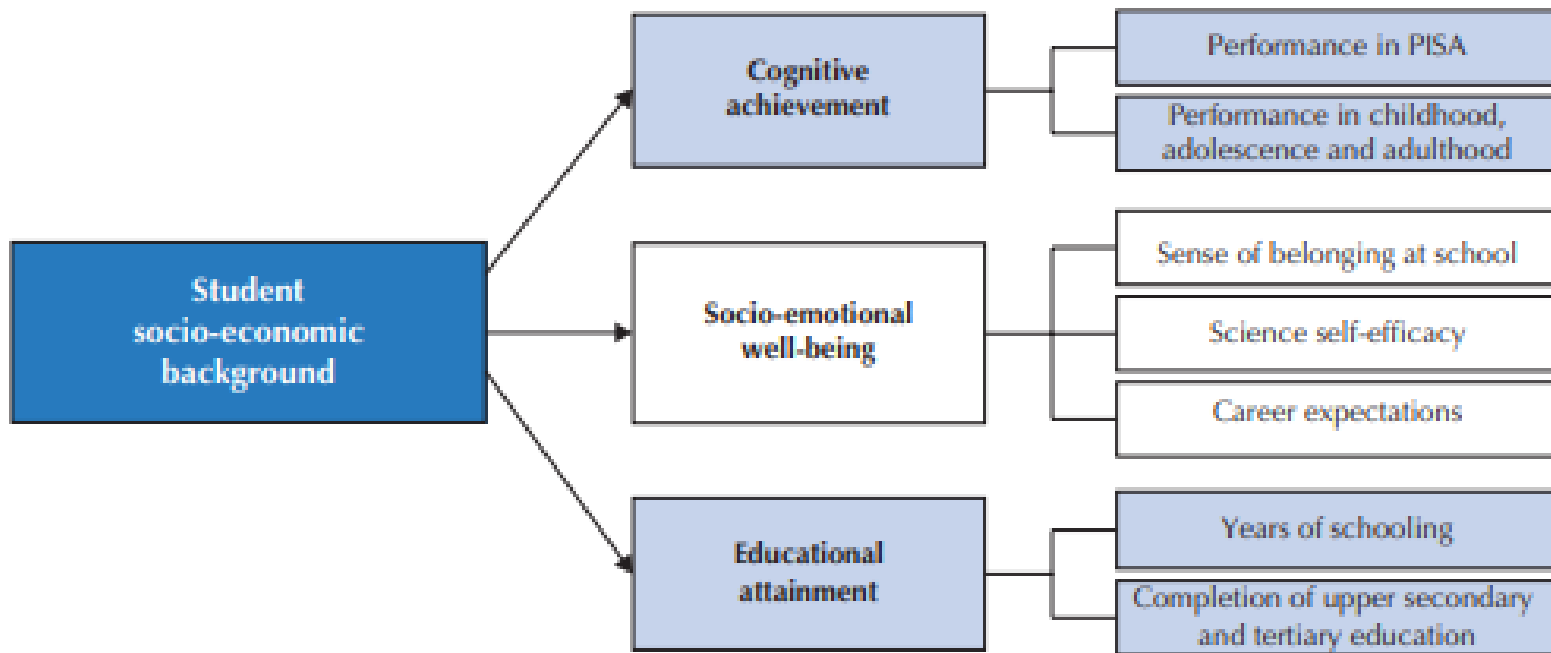 Student
socio-economic
background
Cognitive
achievement
Performance in PISA
Performance in childhood,
adolescence and adulthood
Socio-emotional
well-being
Sense of belonging at school
Science self-efficacy
Career expectations
Educational
attainment
Years of schooling
Completion of upper secondary
and tertiary education